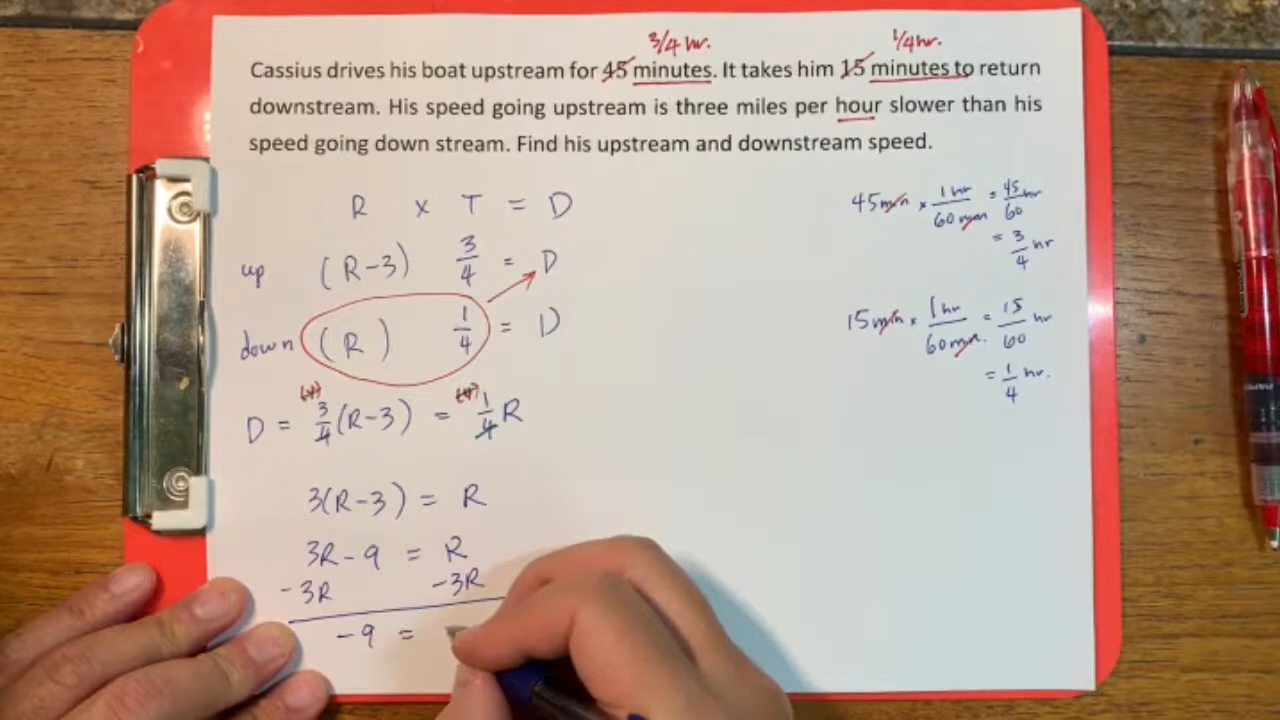 3/4 hr. 1/4 hr.
Cassius drives his boat upstream for 45 minutes. It takes him 15 minutes to return
downstream. His speed going upstream is three miles per hour slower than his
speed going down stream. Find his upstream and downstream speed.
R x T = D
up (R-3) 3/4 = D
down (R) 1/4 = D
D = (4) 3/4 (R-3) = (4) 1/4 R
3(R-3) = R
3R - 9 = R
-3R -3R
-9 =
45 min x 1 hr/60 min = 45/60 hr
= 3/4 hr
15 min x 1 hr/60 min. = 15/60 hr
= 1/4 hr.